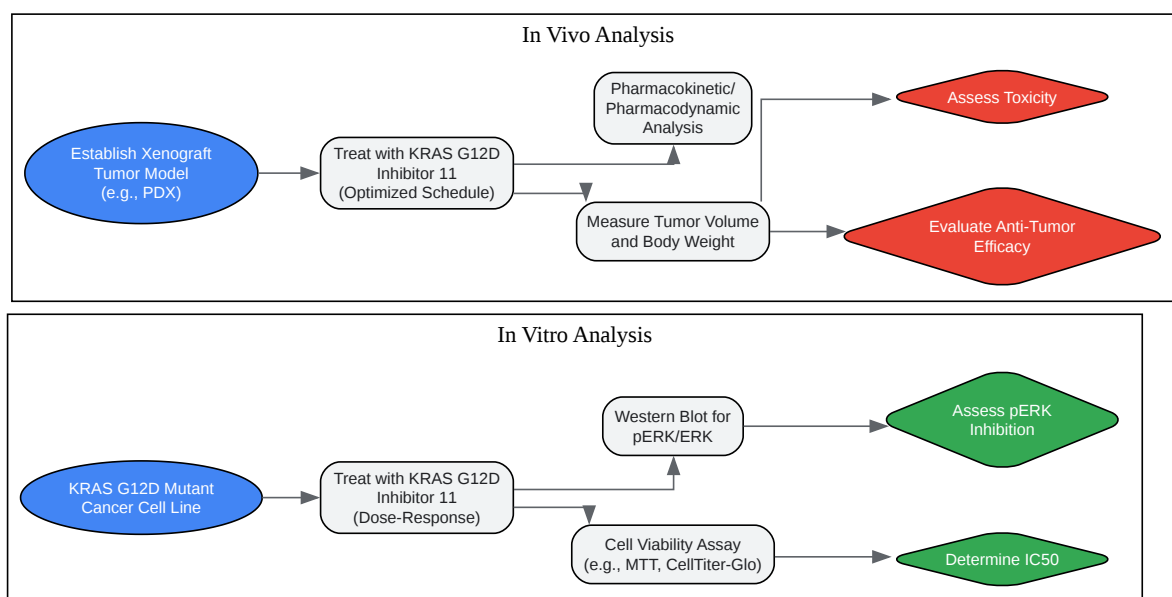 In Vivo Analysis
Establish Xenograft
Tumor Model
(e.g., PDX)
Treat with KRAS G12D
Inhibitor 11
(Optimized Schedule)
Pharmacokinetic/
Pharmacodynamic
Analysis
Measure Tumor Volume
and Body Weight
Assess Toxicity
Evaluate Anti-Tumor
Efficacy
In Vitro Analysis
KRAS G12D Mutant
Cancer Cell Line
Treat with KRAS G12D
Inhibitor 11
(Dose-Response)
Western Blot for
pERK/ERK
Cell Viability Assay
(e.g., MTT, CellTiter-Glo)
Assess pERK
Inhibition
Determine IC50